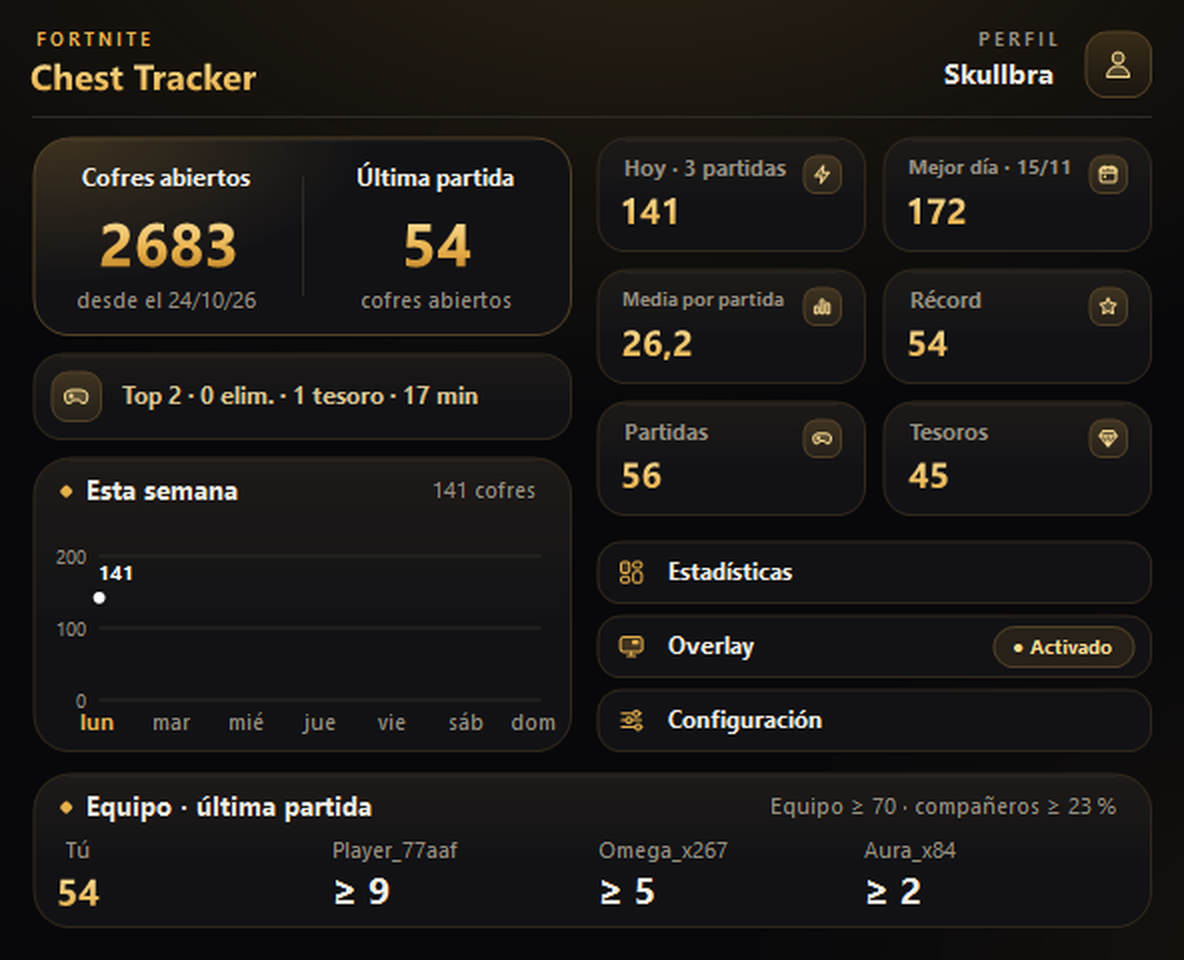 FORTNITE
Chest Tracker
PERFIL
Skullbra
Cofres abiertos
2683
desde el 24/10/26
Última partida
54
cofres abiertos
Hoy · 3 partidas
141
Mejor día · 15/11
172
Media por partida
26,2
Récord
54
Partidas
56
Tesoros
45
Top 2 · 0 elim. · 1 tesoro · 17 min
Esta semana
141 cofres
200
141
100
0
lun mar mié jue vie sáb dom
Estadísticas
Overlay
• Activado
Configuración
Equipo · última partida
Equipo ≥ 70 · compañeros ≥ 23 %
Tú
54
Player_77aaf
≥ 9
Omega_x267
≥ 5
Aura_x84
≥ 2